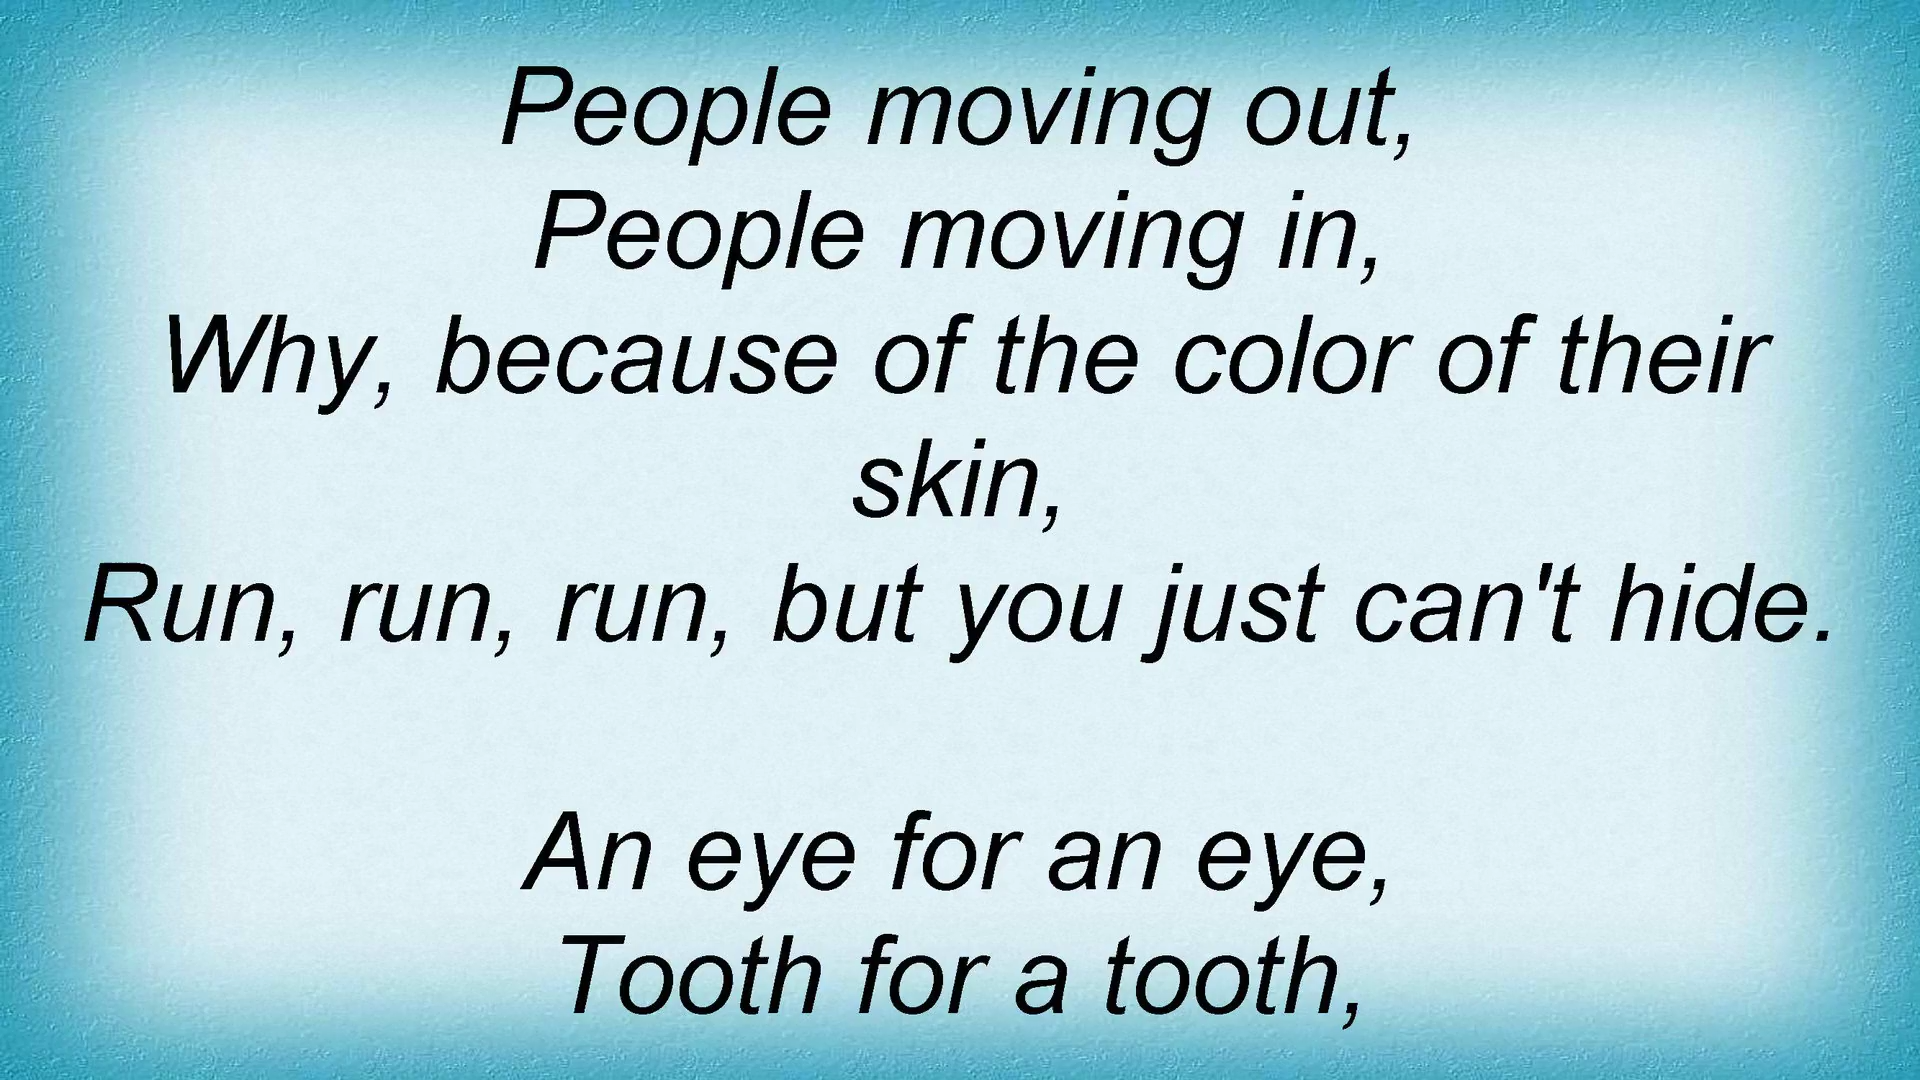 People moving out,
People moving in,
Why, because of the color of their
skin,
Run, run, run, but you just can't hide.
An eye for an eye,
Tooth for a tooth,